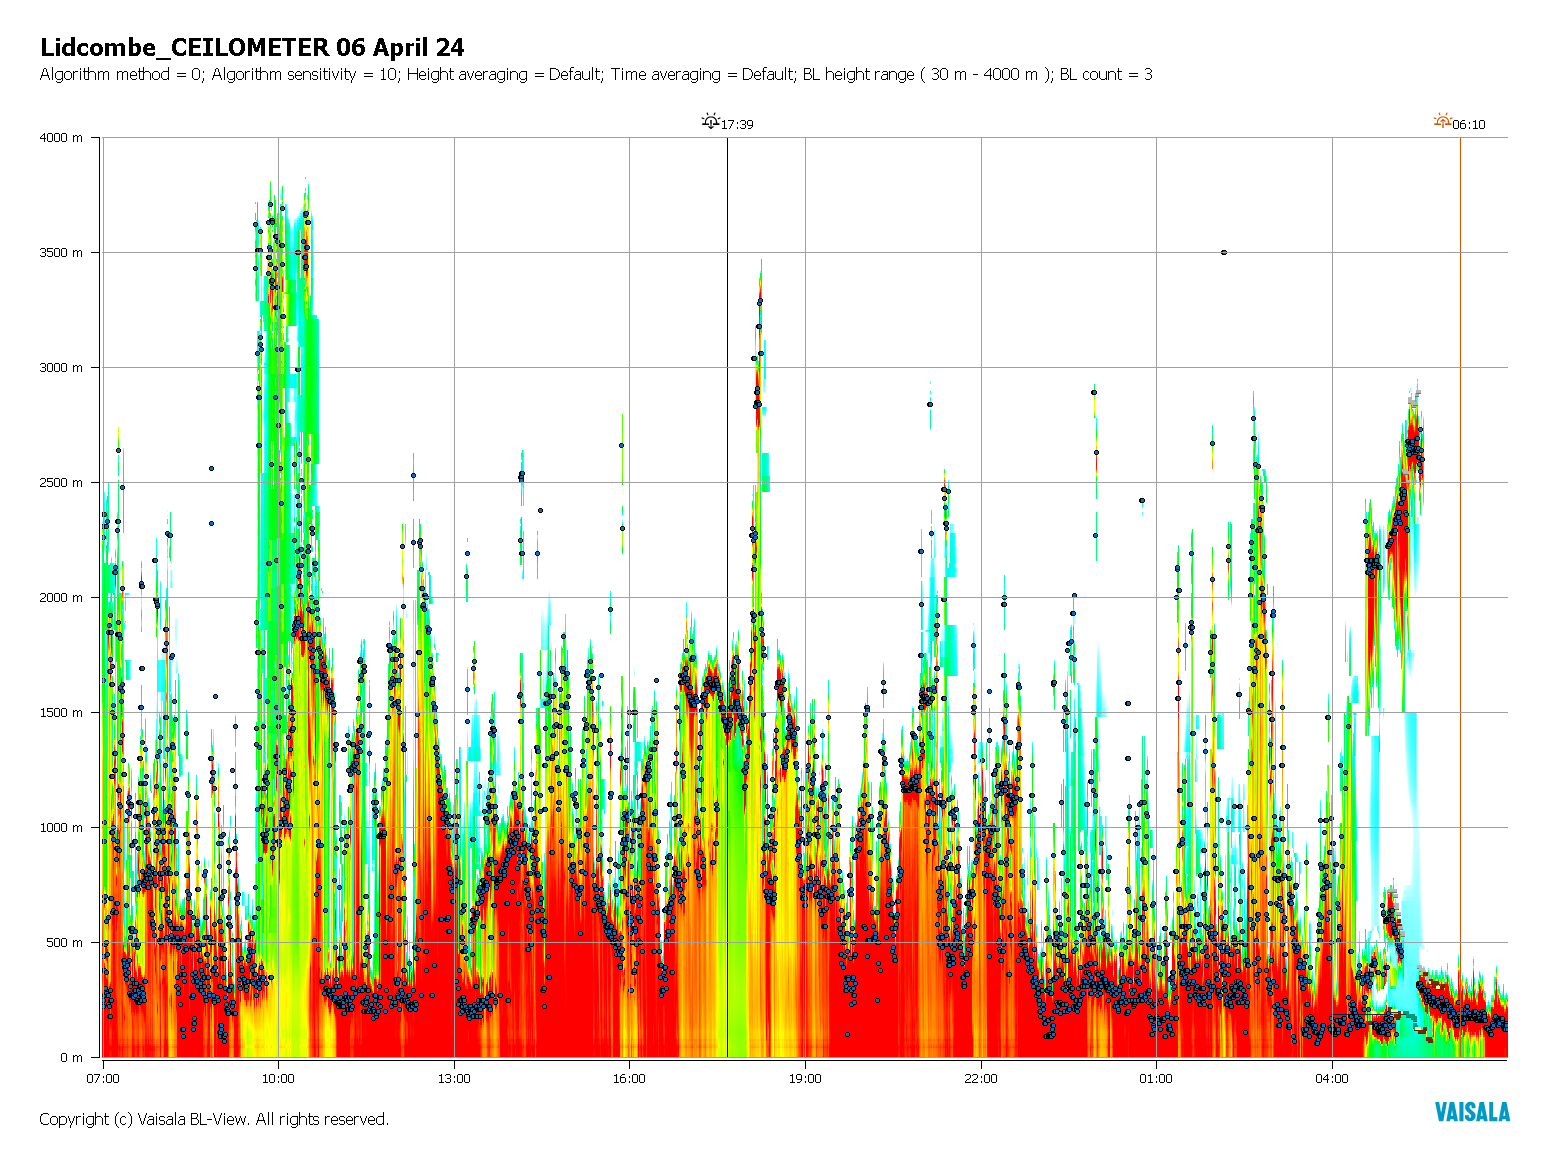 Lidcombe_CEILOMETER 06 April 24
Algorithm method = 0; Algorithm sensitivity = 10; Height averaging = Default; Time averaging = Default; BL height range ( 30 m - 4000 m ); BL count = 3
17:39
06:10
4000 m
3500 m
3000 m
2500 m
2000 m
1500 m
1000 m
500 m
0 m
07:00
10:00
13:00
16:00
19:00
22:00
01:00
04:00
Copyright (c) Vaisala BL-View. All rights reserved.
VAISALA